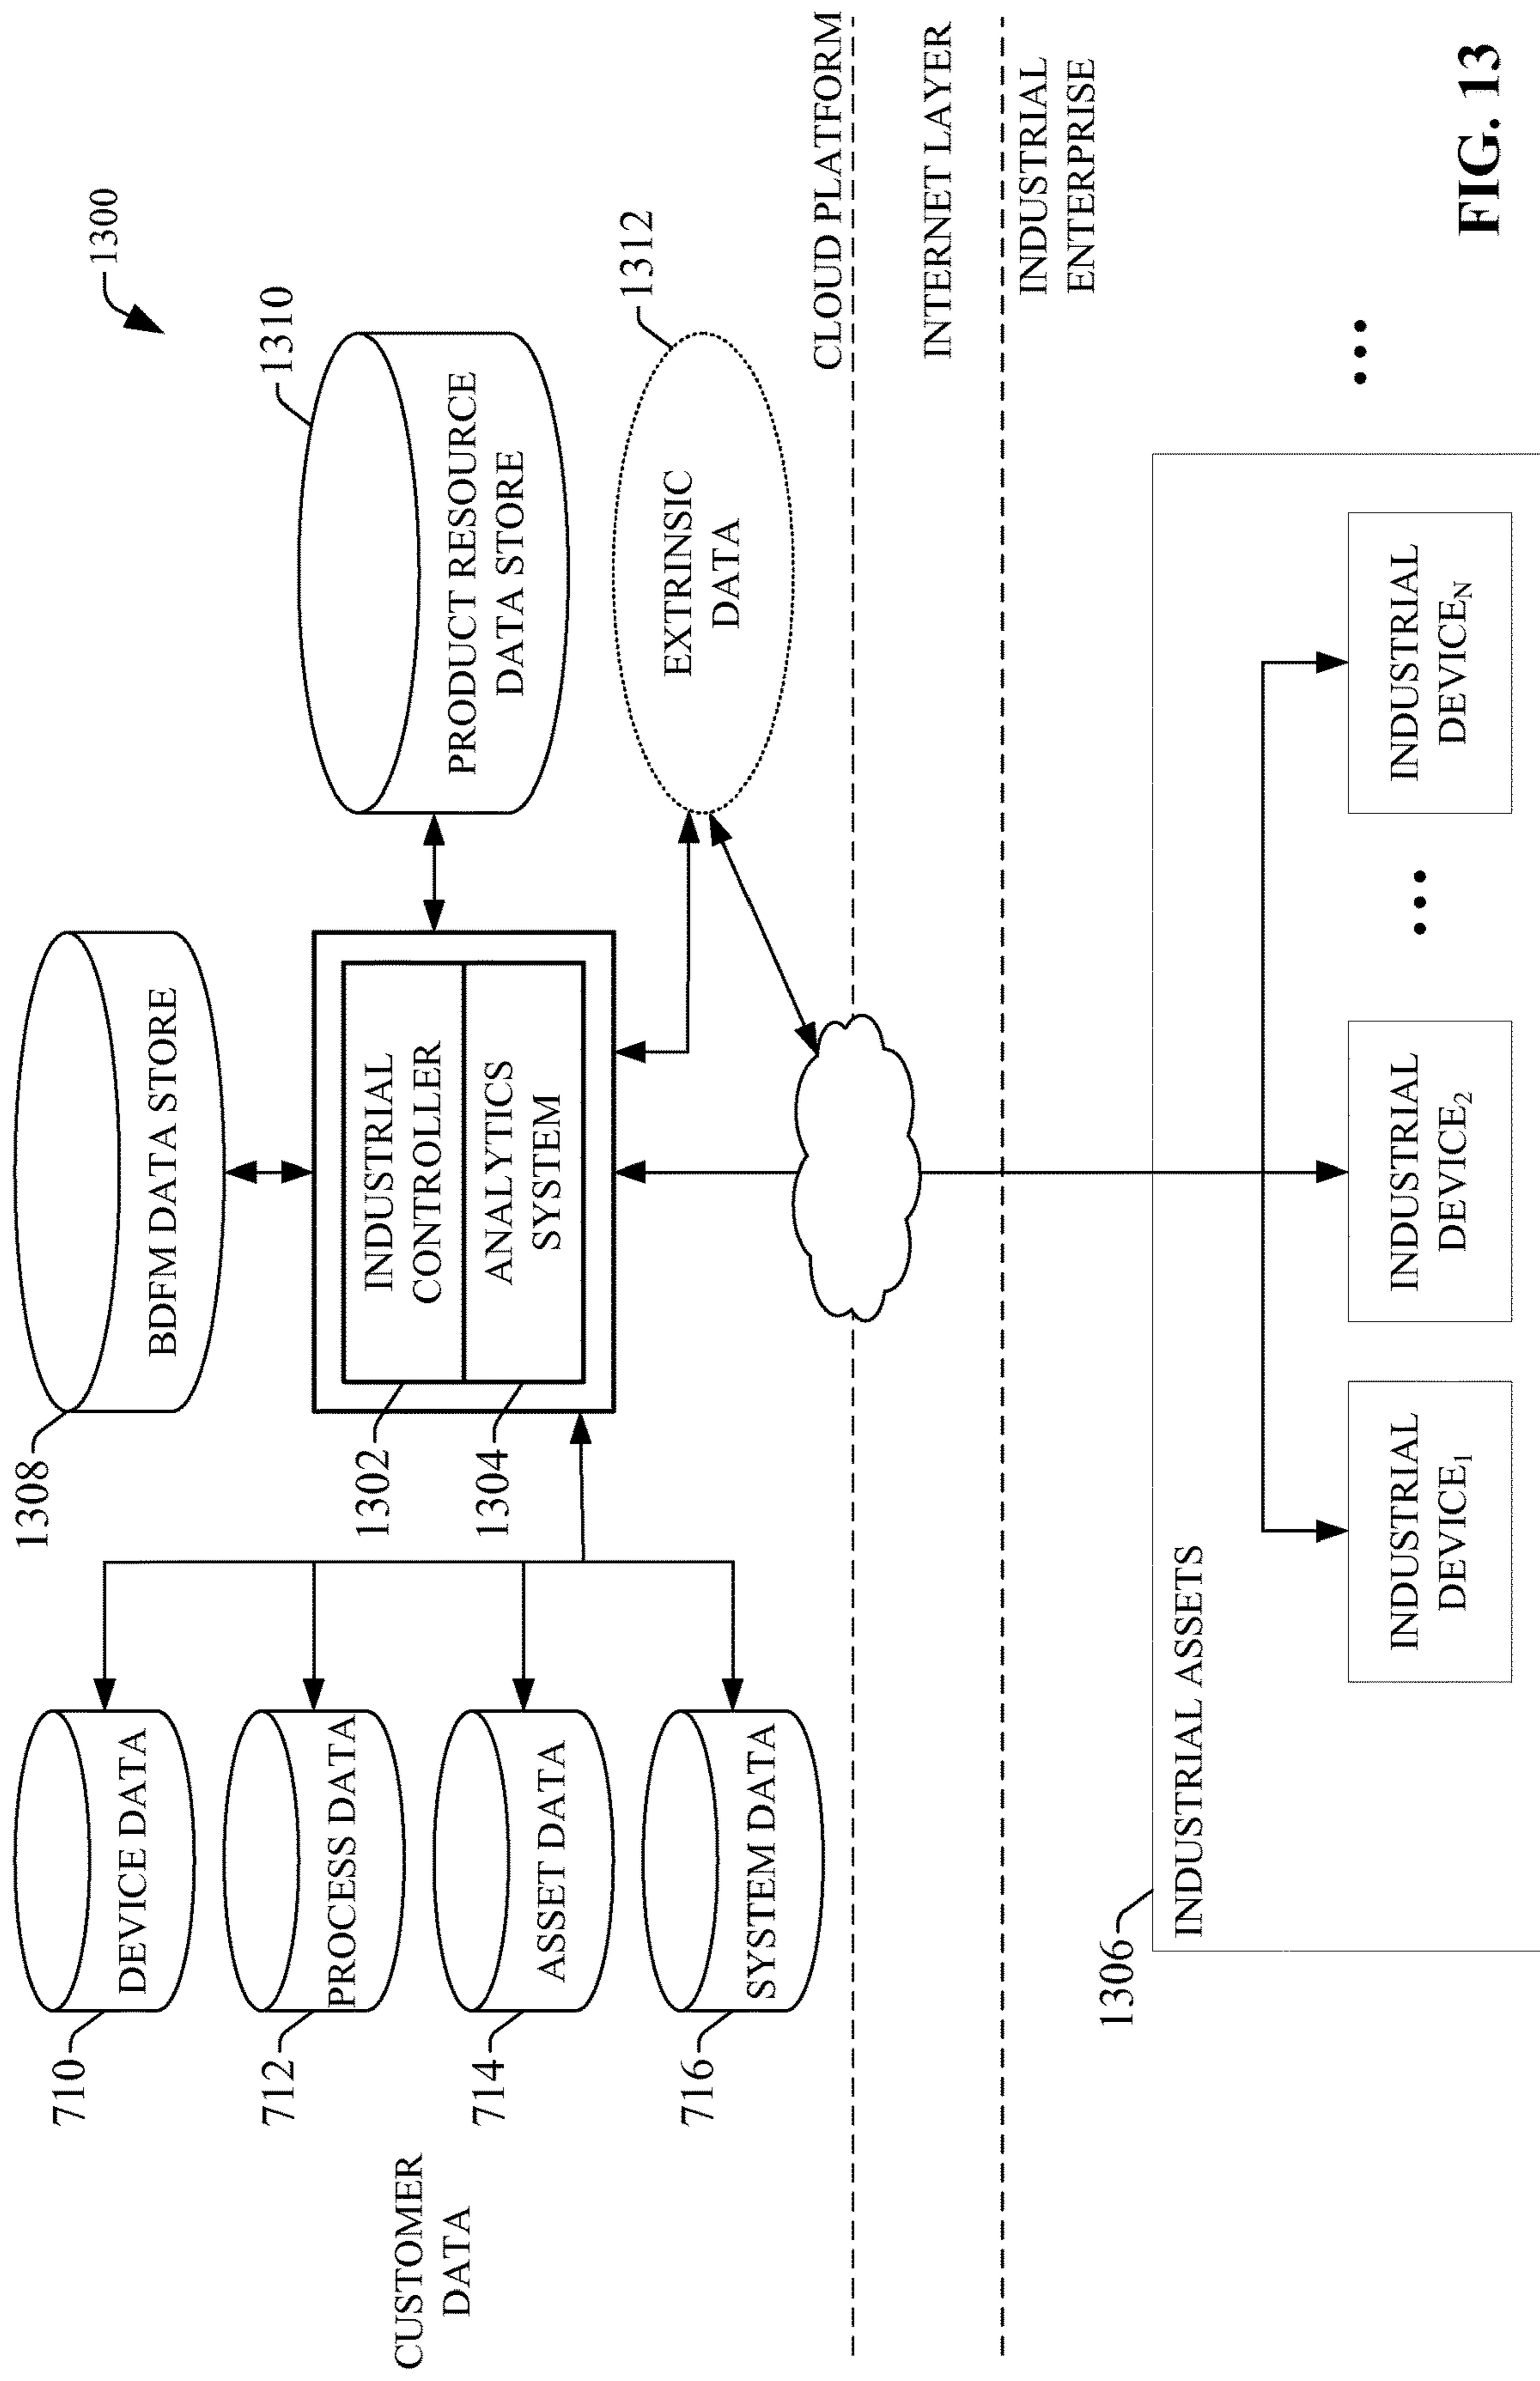 1300
1308
BDFM DATA STORE
1310
PRODUCT RESOURCE
DATA STORE
1312
EXTRINSIC
DATA
1302
INDUSTRIAL
CONTROLLER
1304
ANALYTICS
SYSTEM
CUSTOMER
DATA
710
DEVICE DATA
712
PROCESS DATA
714
ASSET DATA
716
SYSTEM DATA
CLOUD PLATFORM
INTERNET LAYER
INDUSTRIAL
ENTERPRISE
1306
INDUSTRIAL ASSETS
INDUSTRIAL
DEVICE1
INDUSTRIAL
DEVICE2
...
INDUSTRIAL
DEVICEN
...
FIG. 13